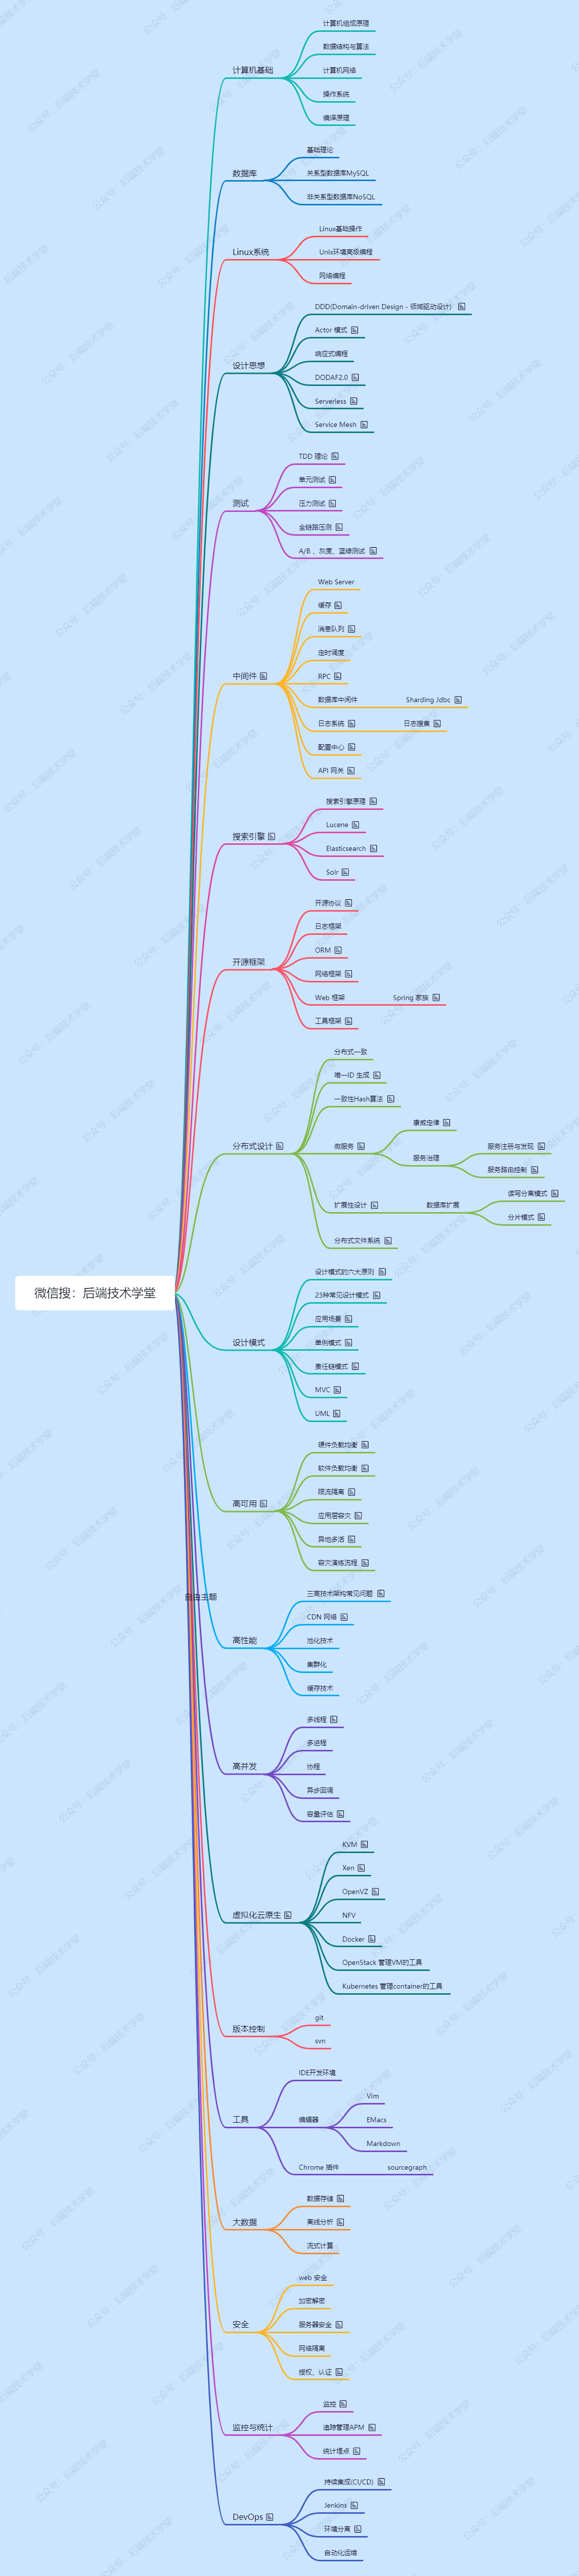 计算机基础
计算机组成原理
数据结构与算法
计算机网络
操作系统
编译原理
数据库
基础理论
关系型数据库MySQL
非关系型数据库NoSQL
Linux系统
Linux基础操作
Unix环境高级编程
网络编程
设计思想
DDD(Domain-driven Design - 领域驱动设计)
Actor 模式
响应式编程
DODAF2.0
Serverless
Service Mesh
测试
TDD 理论
单元测试
压力测试
全链路压测
A/B 、灰度、蓝绿测试
中间件
Web Server
缓存
消息队列
定时调度
RPC
数据库中间件
Sharding Jdbc
日志系统
日志搜集
配置中心
API 网关
搜索引擎
搜索引擎原理
Lucene
Elasticsearch
Solr
开源框架
开源协议
日志框架
ORM
网络框架
Web 框架
Spring 家族
工具框架
分布式设计
分布式一致
唯一ID 生成
一致性Hash算法
微服务
康威定律
服务治理
服务注册与发现
服务路由控制
扩展性设计
数据库扩展
读写分离模式
分片模式
分布式文件系统
微信搜：后端技术学堂
设计模式
设计模式的六大原则
23种常见设计模式
应用场景
单例模式
责任链模式
MVC
UML
高可用
硬件负载均衡
软件负载均衡
限流隔离
应用层容灾
异地多活
容灾演练流程
自由主题
高性能
三高技术架构常见问题
CDN 网络
池化技术
集群化
缓存技术
高并发
多线程
多进程
协程
异步回调
容量评估
虚拟化云原生
KVM
Xen
OpenVZ
NFV
Docker
OpenStack 管理VM的工具
Kubernetes 管理container的工具
版本控制
git
svn
工具
IDE开发环境
编辑器
VIm
EMacs
Markdown
Chrome 插件
sourcegraph
大数据
数据存储
离线分析
流式计算
安全
web 安全
加密解密
服务器安全
网络隔离
授权、认证
监控与统计
监控
追踪管理APM
统计埋点
DevOps
持续集成(CI/CD)
Jenkins
环境分离
自动化运维
公众号：后端技术学堂